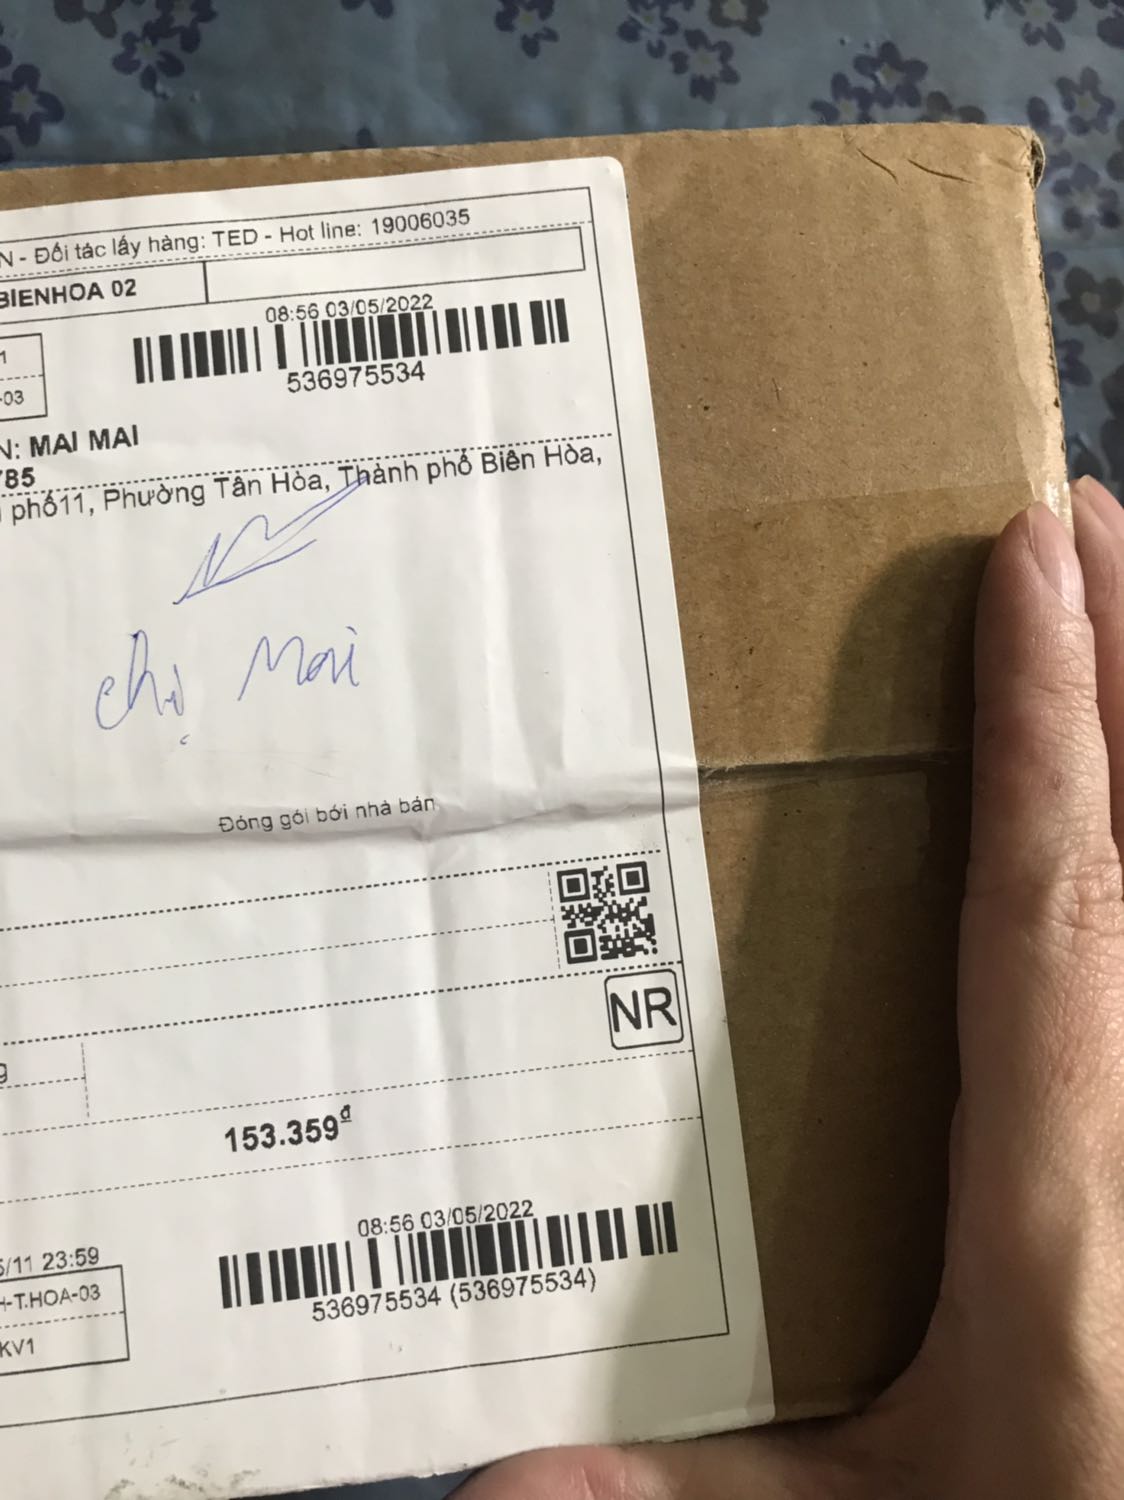 N - Đối tác lấy hàng: TED - Hot line: 19006035
BIENHOA 02
08:56 03/05/2022
1
536975534
-03
N: MAI MAI
785
phố11, Phường Tân Hòa, Thành phố Biên Hòa,
chị Mai
Đóng gói bởi nhà bán
NR
g
153.359đ
08:56 03/05/2022
5/11 23:59
536975534 (536975534)
H-T.HOA-03
KV1